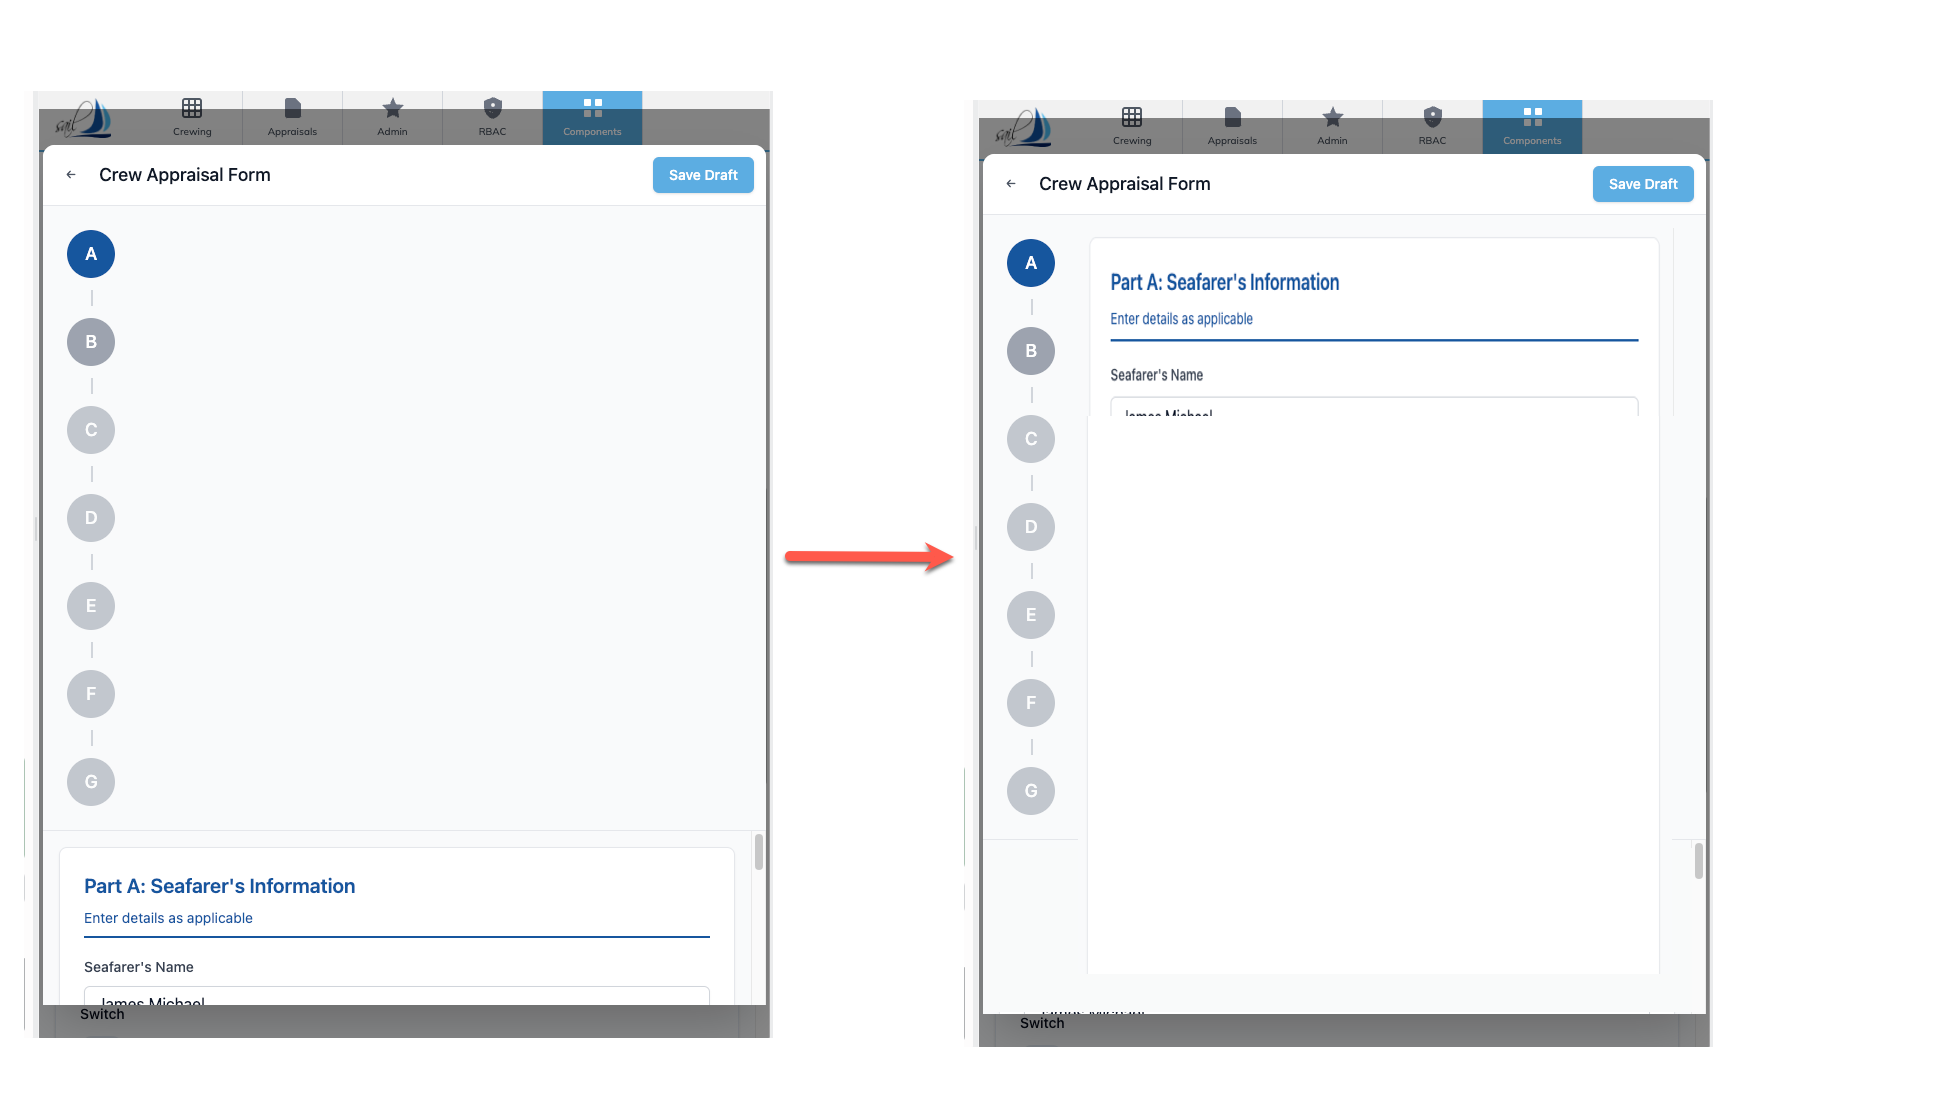 sail
Crewing
Appraisals
Admin
RBAC
Components
Crew Appraisal Form
Save Draft
A
B
C
D
E
F
G
Part A: Seafarer's Information
Enter details as applicable
Seafarer's Name
James Michael
Switch
sail
Crewing
Appraisals
Admin
RBAC
Components
Crew Appraisal Form
Save Draft
A
Part A: Seafarer's Information
Enter details as applicable
B
Seafarer's Name
James Michael
C
D
E
F
G
James Michael
Switch